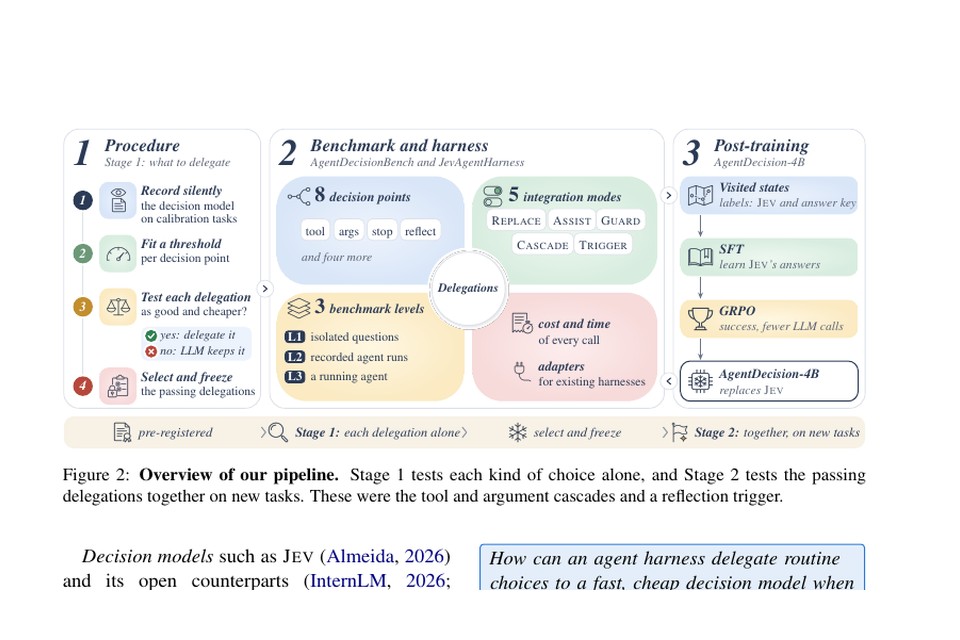 1 Procedure
Stage 1: what to delegate
1 Record silently
the decision model
on calibration tasks
2 Fit a threshold
per decision point
3 Test each delegation
as good and cheaper?
yes: delegate it
no: LLM keeps it
4 Select and freeze
the passing delegations
2 Benchmark and harness
AgentDecisionBench and JevAgentHarness
8 decision points
tool args stop reflect
and four more
5 integration modes
REPLACE ASSIST GUARD
CASCADE TRIGGER
Delegations
3 benchmark levels
L1 isolated questions
L2 recorded agent runs
L3 a running agent
cost and time
of every call
adapters
for existing harnesses
3 Post-training
AgentDecision-4B
Visited states
labels: JEV and answer key
SFT
learn JEV's answers
GRPO
success, fewer LLM calls
AgentDecision-4B
replaces JEV
pre-registered
Stage 1: each delegation alone
select and freeze
Stage 2: together, on new tasks
Figure 2: Overview of our pipeline. Stage 1 tests each kind of choice alone, and Stage 2 tests the passing
delegations together on new tasks. These were the tool and argument cascades and a reflection trigger.
Decision models such as JEV (Almeida, 2026)
and its open counterparts (InternLM, 2026;
How can an agent harness delegate routine
choices to a fast, cheap decision model when